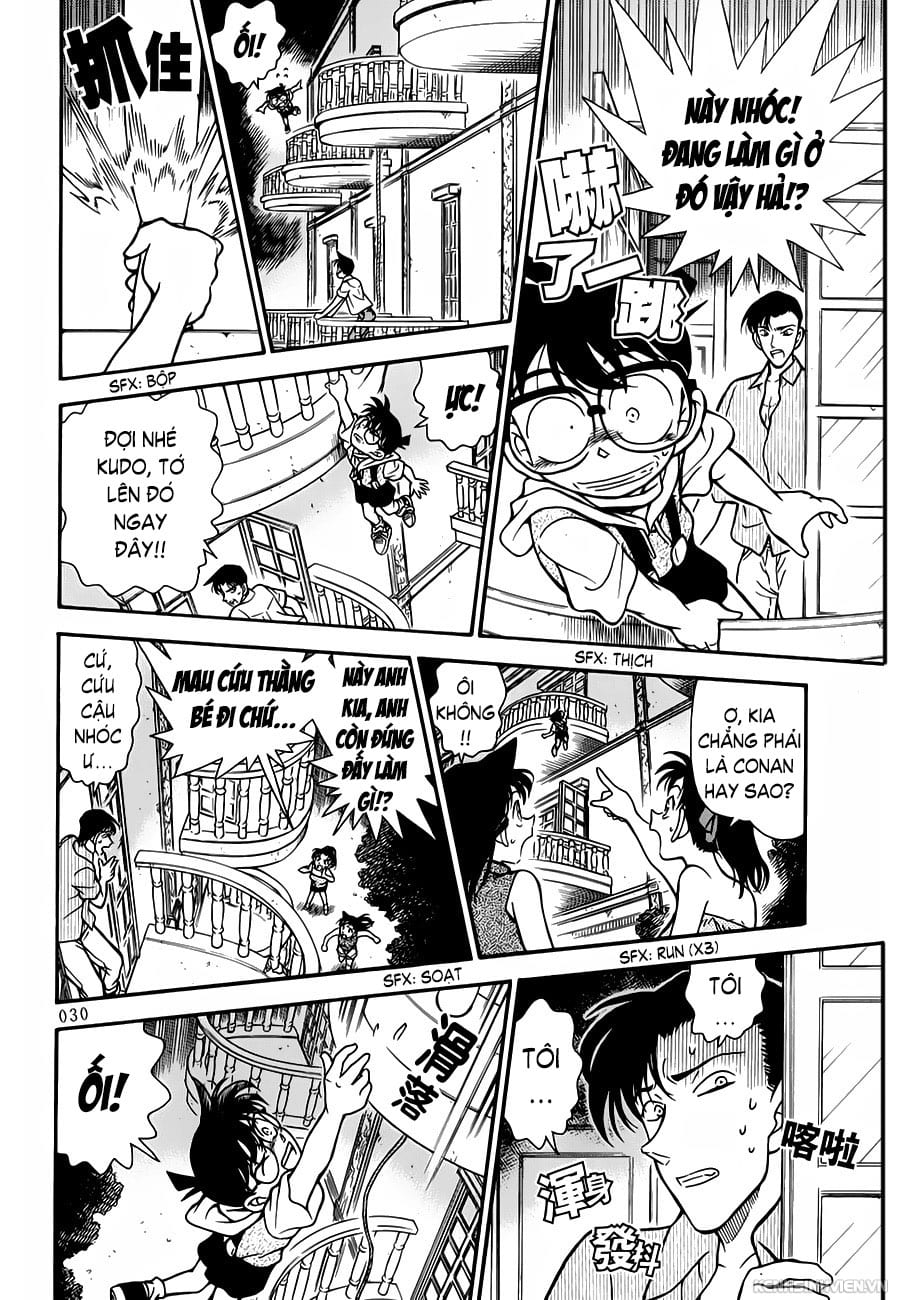 NÀY NHÓC!
ĐANG LÀM GÌ Ở
ĐÓ VẬY HẢ!?
嚇
了一
跳
ỐI!
抓住
SFX: BỘP
SFX: THỊCH
ỰC!
ĐỢI NHÉ
KUDO, TỚ
LÊN ĐÓ
NGAY
ĐÂY!!
Ơ, KIA
CHẲNG PHẢI
LÀ CONAN
HAY SAO?
ÔI
KHÔNG
!!
NÀY ANH
KIA, ANH
CÒN ĐỨNG
ĐẤY LÀM
GÌ!?
MAU CỨU THẰNG
BÉ ĐI CHỨ...
CỨ,
CỨU
CẬU
NHÓC
Ư...
SFX: SOẠT
SFX: RUN (X3)
030
TÔI
...
TÔI
...
喀啦
渾身
發抖
滑落
ỐI!
KENHSINHVIEN.VN